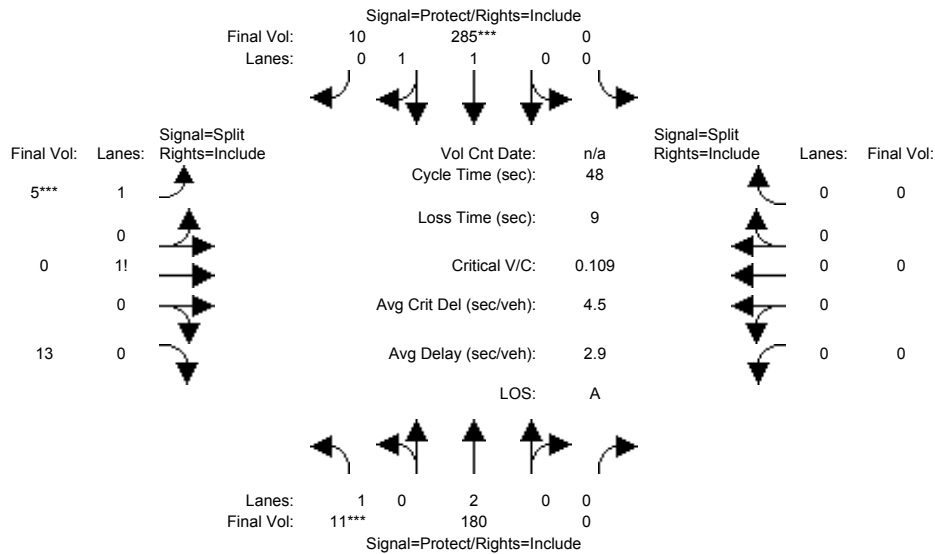 Signal=Protect/Rights=Include
Final Vol: 10 285*** 0
Lanes: 0 1 1 0 0
Signal=Split Signal=Split
Final Vol: Lanes: Rights=Include Vol Cnt Date: n/a Rights=Include Lanes: Final Vol:
Cycle Time (sec): 48
5*** 1 0 0
Loss Time (sec): 9
0 0
0 1! Critical V/C: 0.109 0 0
0 Avg Crit Del (sec/veh): 4.5 0
13 0 Avg Delay (sec/veh): 2.9 0 0
LOS: A
Lanes: 1 0 2 0 0
Final Vol: 11*** 180 0
Signal=Protect/Rights=Include